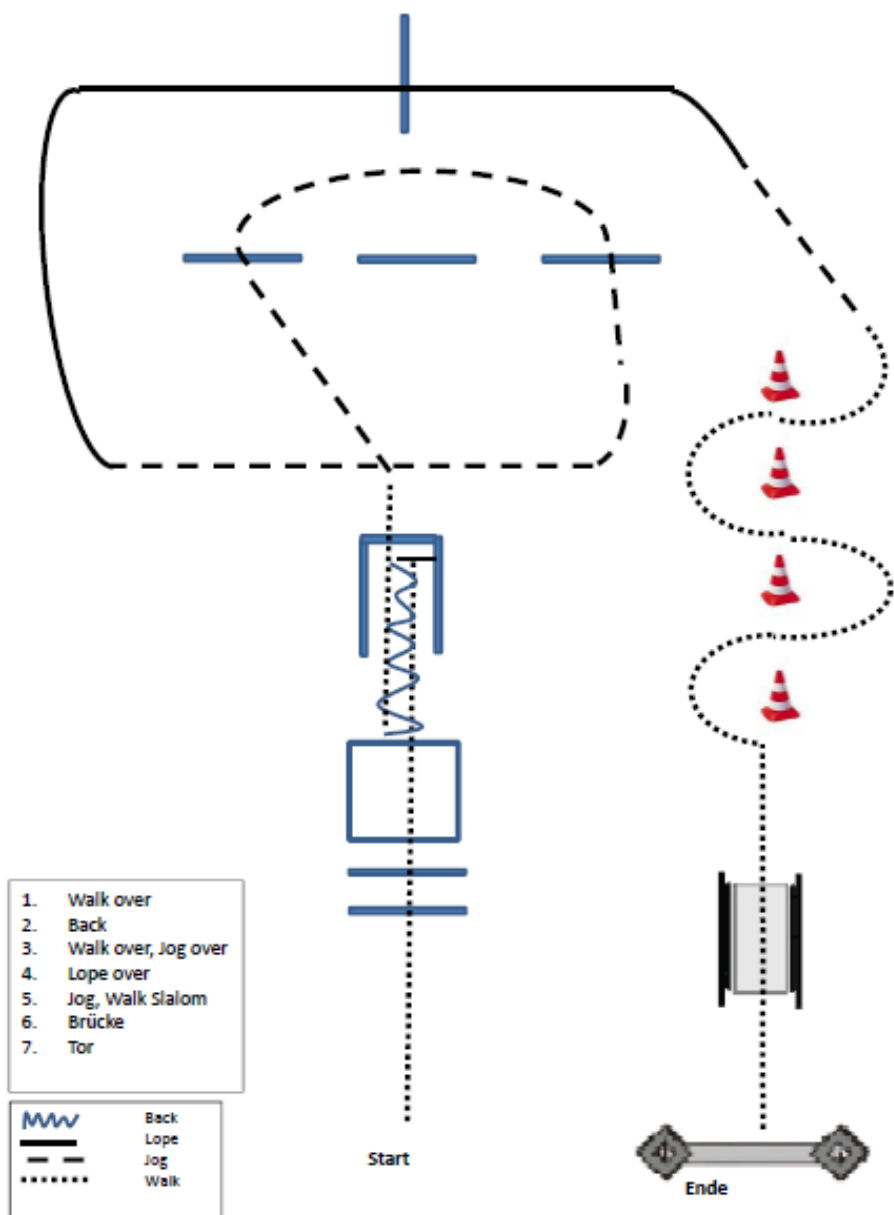 1. Walk over
2. Back
3. Walk over, Jog over
4. Lope over
5. Jog, Walk Slalom
6. Brücke
7. Tor
Back
Lope
Jog
Walk
Start
Ende